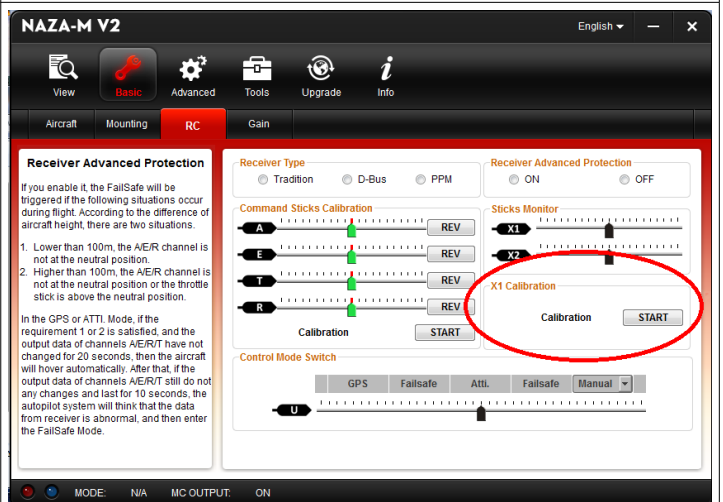 NAZA-M V2
English
View
Basic
Advanced
Tools
Upgrade
Info
Aircraft
Mounting
RC
Gain
Receiver Advanced Protection
If you enable it, the FailSafe will be
triggered if the following situations occur
during flight. According to the difference of
aircraft height, there are two situations.
1. Lower than 100m, the A/E/R channel is
not at the neutral position.
2. Higher than 100m, the A/E/R channel is
not at the neutral position or the throttle
stick is above the neutral position.
In the GPS or ATTI. Mode, if the
requirement 1 or 2 is satisfied, and the
output data of channels A/E/R/T have not
changed for 20 seconds, then the aircraft
will hover automatically. After that, if the
output data of channels A/E/R/T still do not
any changes and last for 10 seconds, the
autopilot system will think that the data
from receiver is abnormal, and then enter
the FailSafe Mode.
Receiver Type
Tradition
D-Bus
PPM
Receiver Advanced Protection
ON
OFF
Command Sticks Calibration
A
REV
E
REV
T
REV
R
REV
Calibration
START
Sticks Monitor
X1
X2
X1 Calibration
Calibration
START
Control Mode Switch
GPS
Failsafe
Atti.
Failsafe
Manual
U
MODE: N/A MC OUTPUT: ON